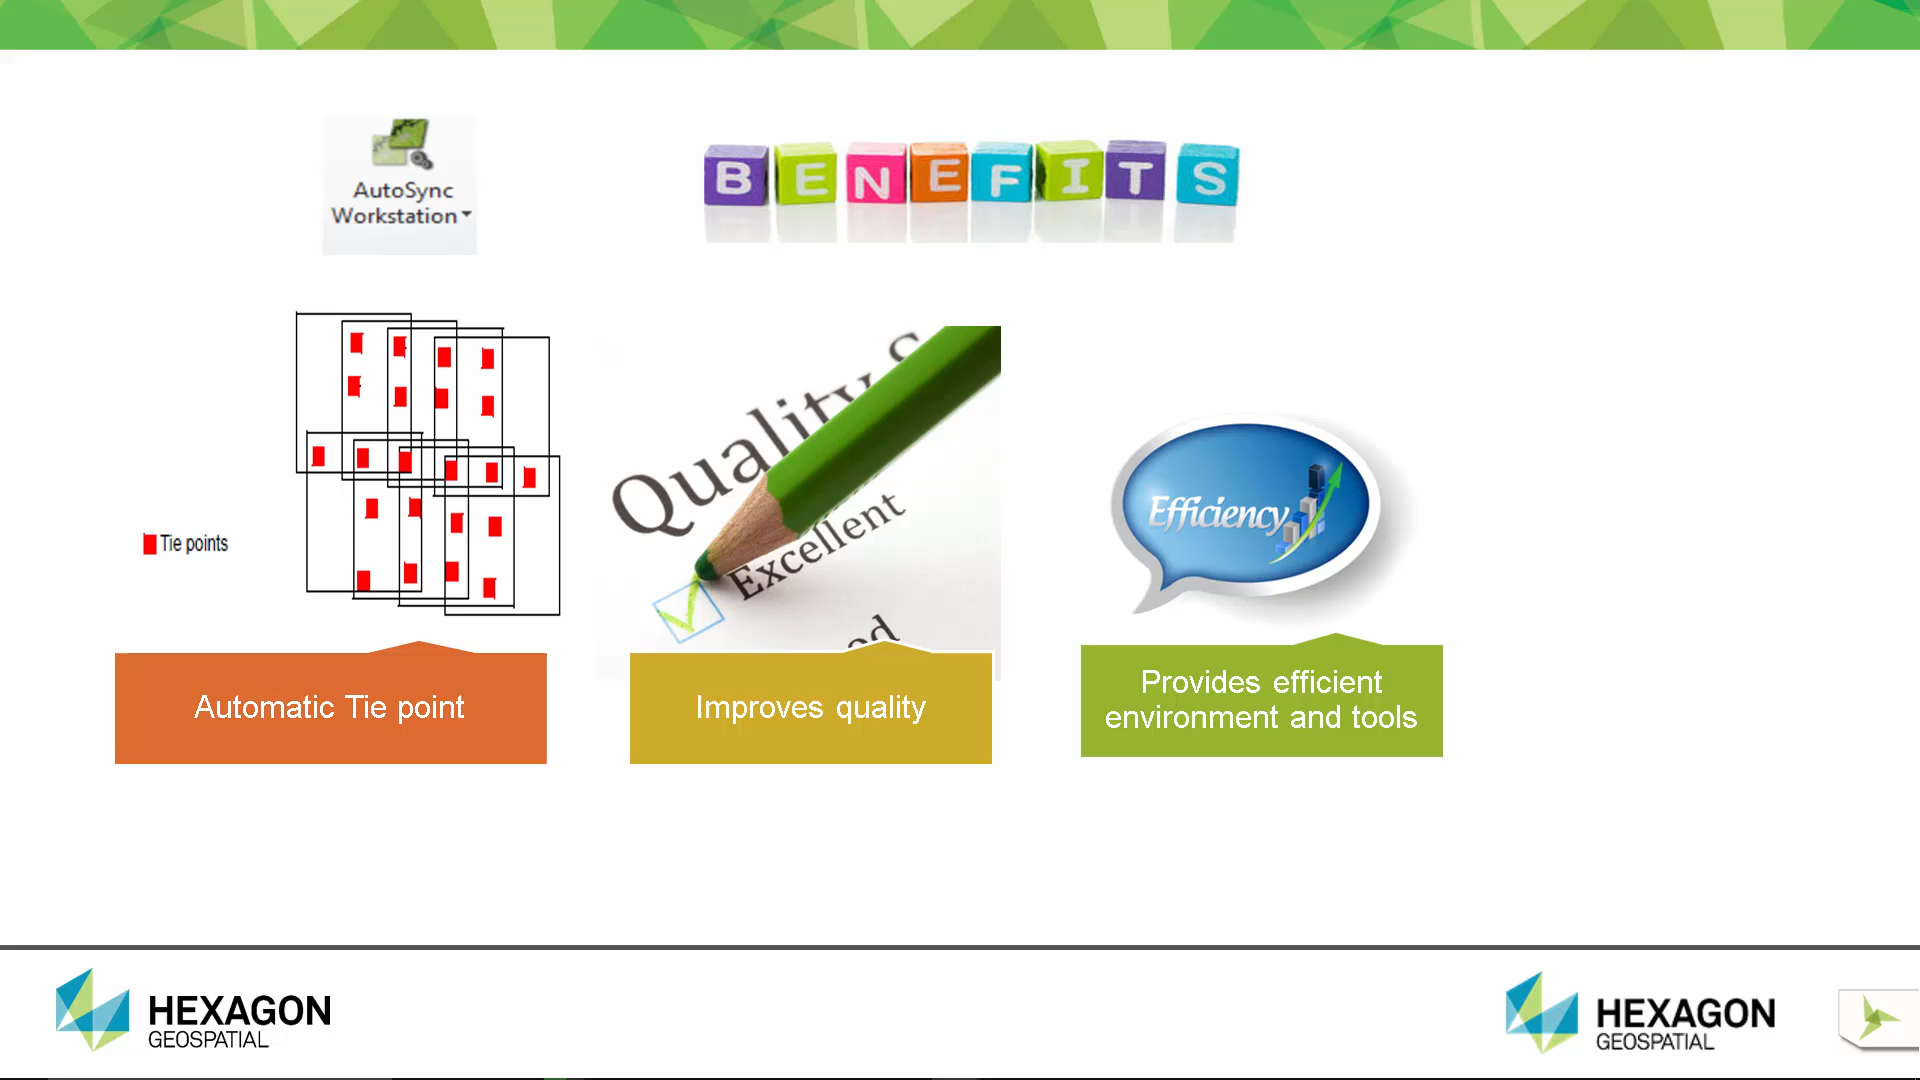 AutoSync
Workstation
BENEFITS
Tie points
Quality
Excellent
Efficiency
Automatic Tie point
Improves quality
Provides efficient
environment and tools
HEXAGON
GEOSPATIAL
HEXAGON
GEOSPATIAL